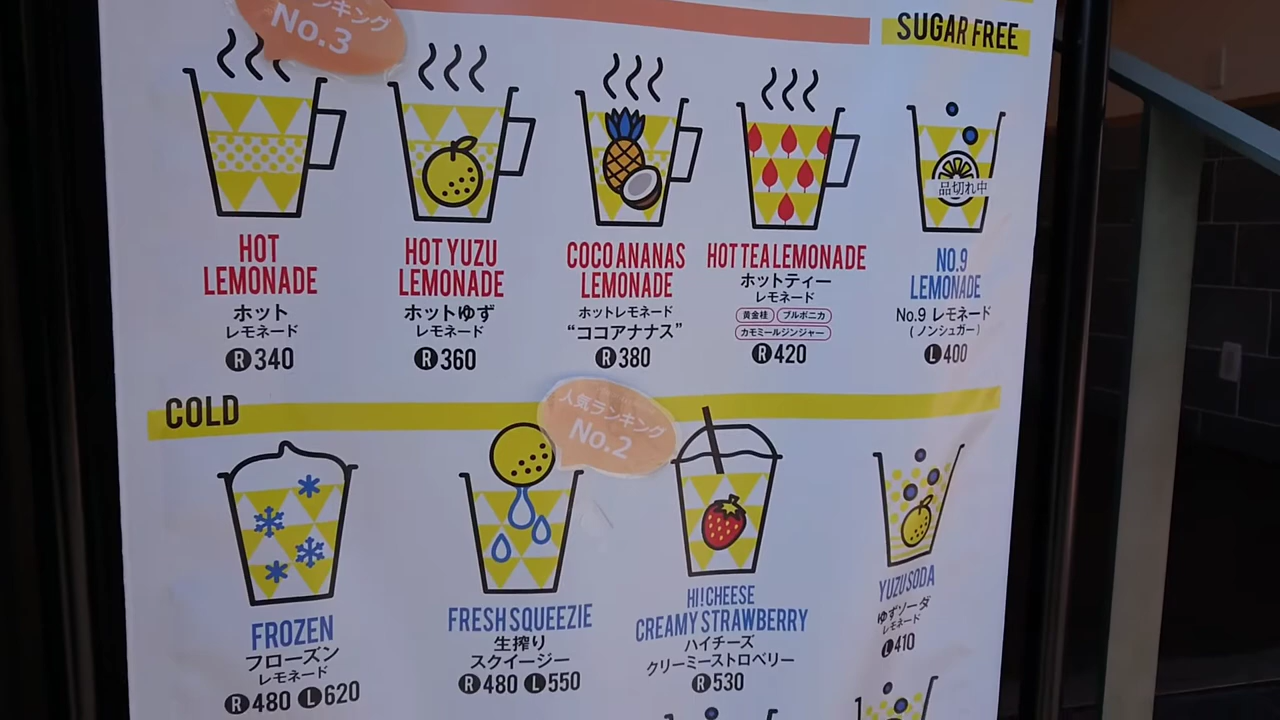 ンキング
No.3
SUGAR FREE
HOT
LEMONADE
ホット
レモネード
R 340
HOT YUZU
LEMONADE
ホットゆず
レモネード
R 360
COCOANANAS
LEMONADE
ホットレモネード
“ココアナナス”
R 380
HOT TEA LEMONADE
ホットティー
レモネード
黄金桂 ブルボニカ
カモミールジンジャー
R 420
品切れ中
NO.9
LEMONADE
No.9 レモネード
(ノンシュガー)
L 400
COLD
人気ランキング
No.2
FROZEN
フローズン
レモネード
R 480 L 620
FRESH SQUEEZIE
生搾り
スクイージー
R 480 L 550
HI!CHEESE
CREAMY STRAWBERRY
ハイチーズ
クリーミーストロベリー
R 530
YUZU SODA
ゆずソーダ
レモネード
L 410